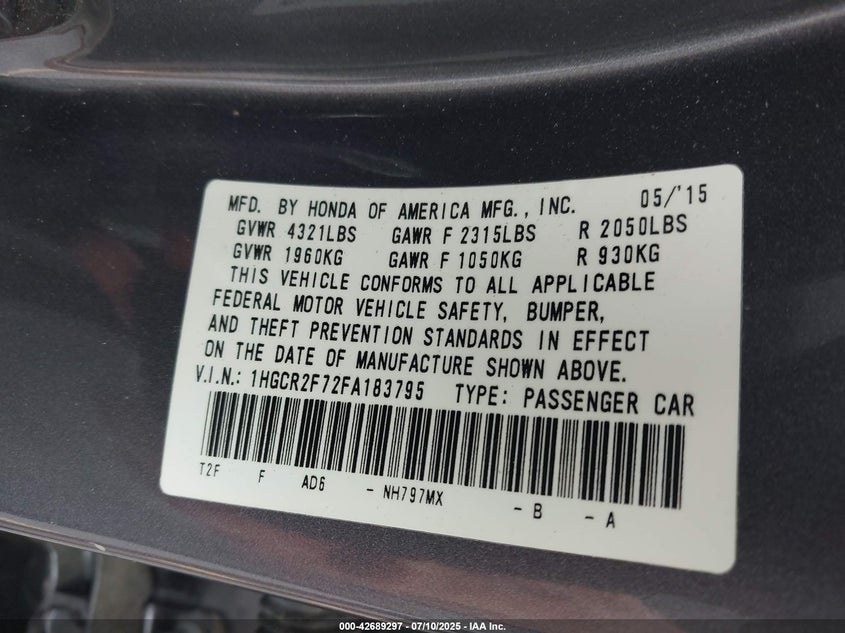 MFD. BY HONDA OF AMERICA MFG., INC. 05/'15
GVWR 4321LBS GAWR F 2315LBS R 2050LBS
GVWR 1960KG GAWR F 1050KG R 930KG
THIS VEHICLE CONFORMS TO ALL APPLICABLE
FEDERAL MOTOR VEHICLE SAFETY, BUMPER,
AND THEFT PREVENTION STANDARDS IN EFFECT
ON THE DATE OF MANUFACTURE SHOWN ABOVE.
V.I.N.: 1HGCR2F72FA183795 TYPE: PASSENGER CAR
T2F F AD6 - NH797MX - B - A
000-42689297 - 07/10/2025 - IAA Inc.